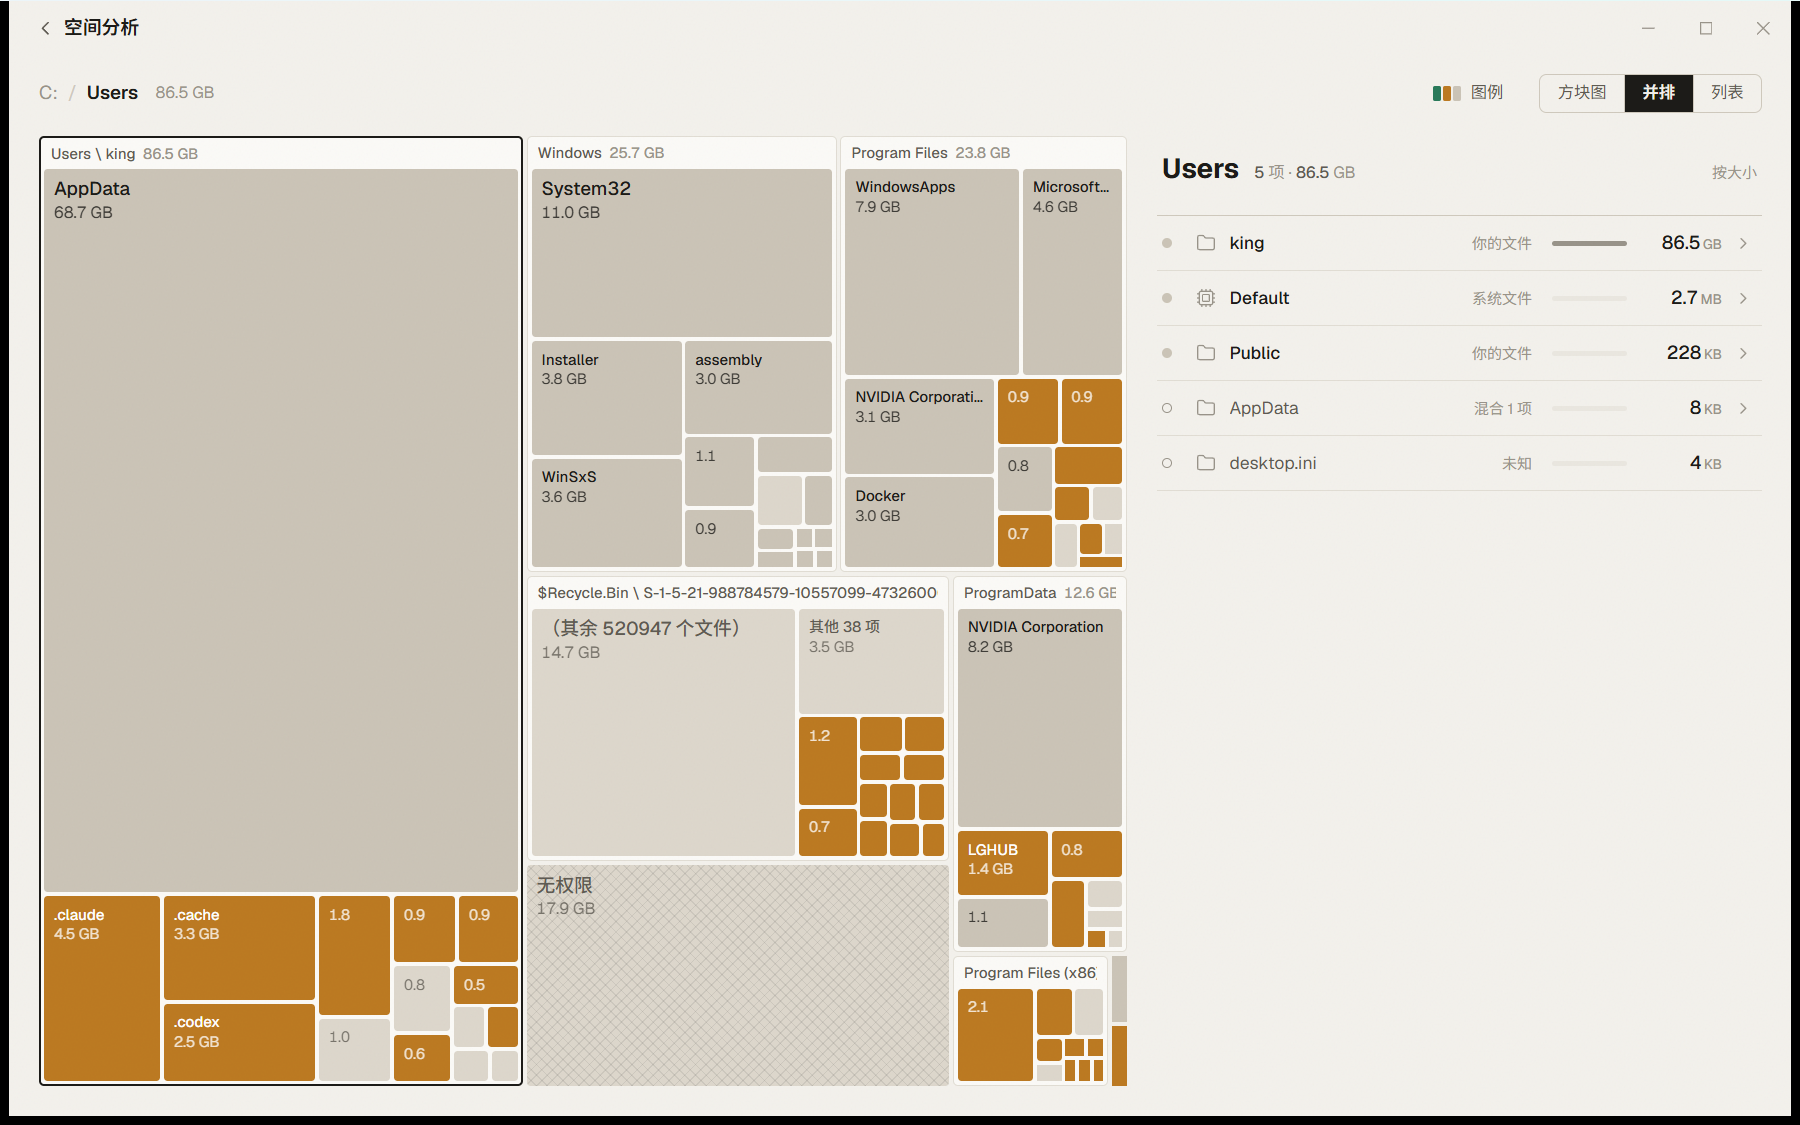 空间分析
C: / Users 86.5 GB
图例
方块图 并排 列表
Users \ king 86.5 GB
AppData
68.7 GB
.claude
4.5 GB
.cache
3.3 GB
.codex
2.5 GB
1.8
1.0
0.9
0.9
0.8
0.5
0.6
Windows 25.7 GB
System32
11.0 GB
Installer
3.8 GB
assembly
3.0 GB
WinSxS
3.6 GB
1.1
0.9
Program Files 23.8 GB
WindowsApps
7.9 GB
Microsoft...
4.6 GB
NVIDIA Corporati...
3.1 GB
Docker
3.0 GB
0.9
0.9
0.8
0.7
$Recycle.Bin \ S-1-5-21-988784579-10557099-4732600
（其余 520947 个文件）
14.7 GB
其他 38 项
3.5 GB
1.2
0.7
无权限
17.9 GB
ProgramData 12.6 GB
NVIDIA Corporation
8.2 GB
LGHUB
1.4 GB
0.8
1.1
Program Files (x86)
2.1
Users 5 项 · 86.5 GB 按大小
king 你的文件 86.5 GB
Default 系统文件 2.7 MB
Public 你的文件 228 KB
AppData 混合 1 项 8 KB
desktop.ini 未知 4 KB